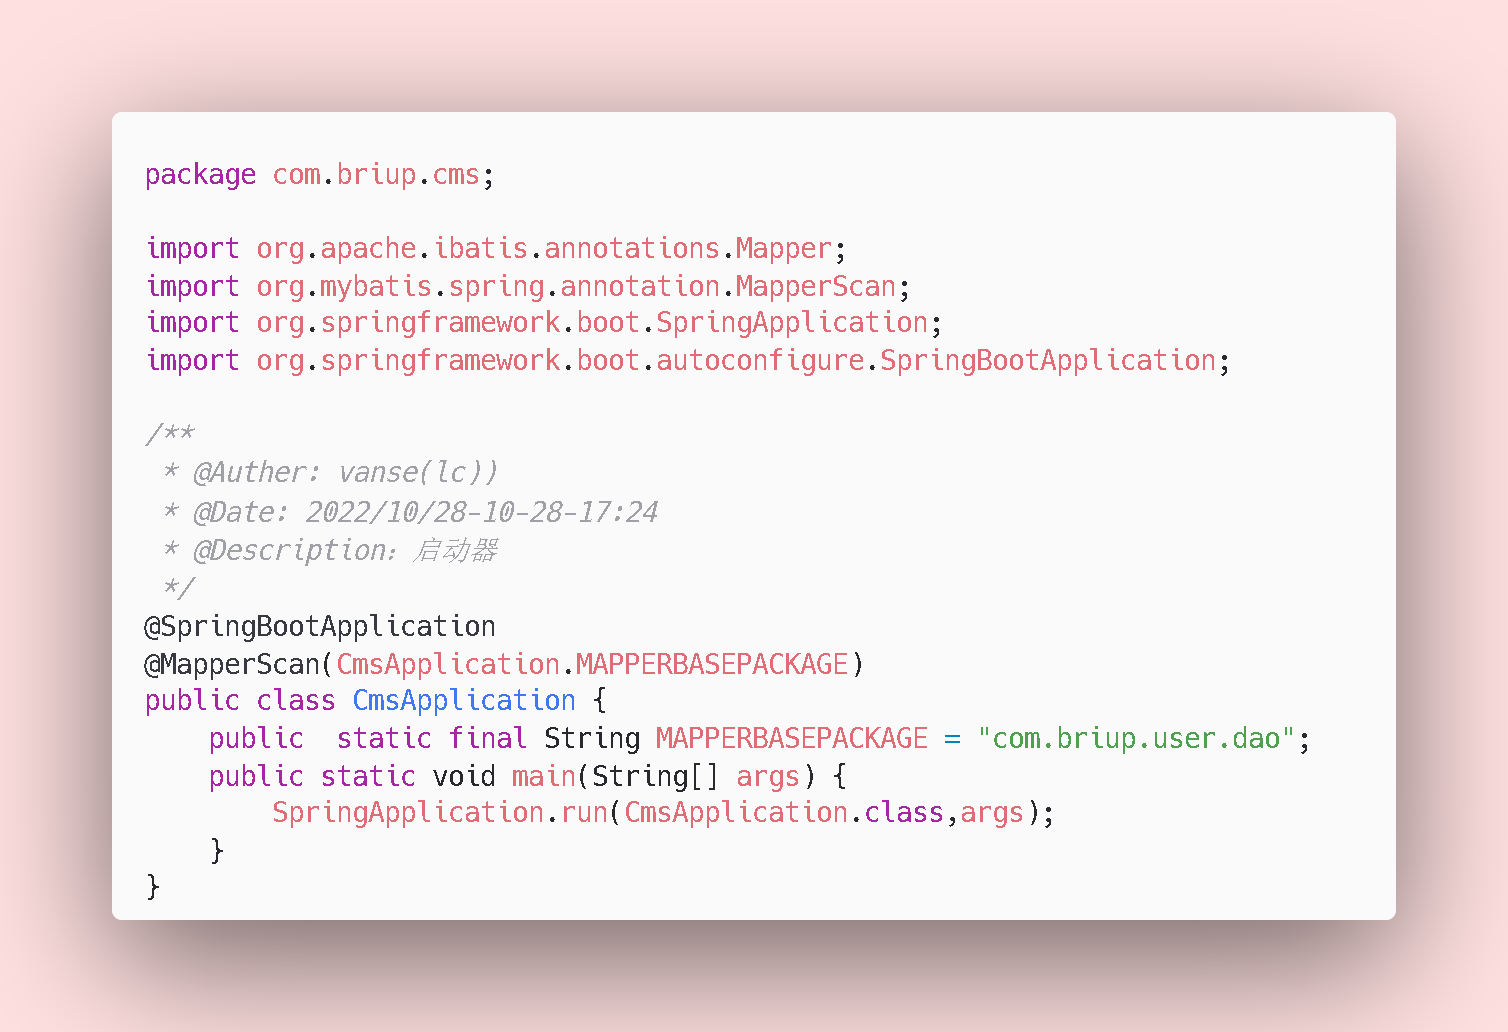 package com.briup.cms;

import org.apache.ibatis.annotations.Mapper;
import org.mybatis.spring.annotation.MapperScan;
import org.springframework.boot.SpringApplication;
import org.springframework.boot.autoconfigure.SpringBootApplication;

/**
 * @Auther: vanse(lc))
 * @Date: 2022/10/28-10-28-17:24
 * @Description：启动器
 */
@SpringBootApplication
@MapperScan(CmsApplication.MAPPERBASEPACKAGE)
public class CmsApplication {
    public  static final String MAPPERBASEPACKAGE = "com.briup.user.dao";
    public static void main(String[] args) {
        SpringApplication.run(CmsApplication.class,args);
    }
}